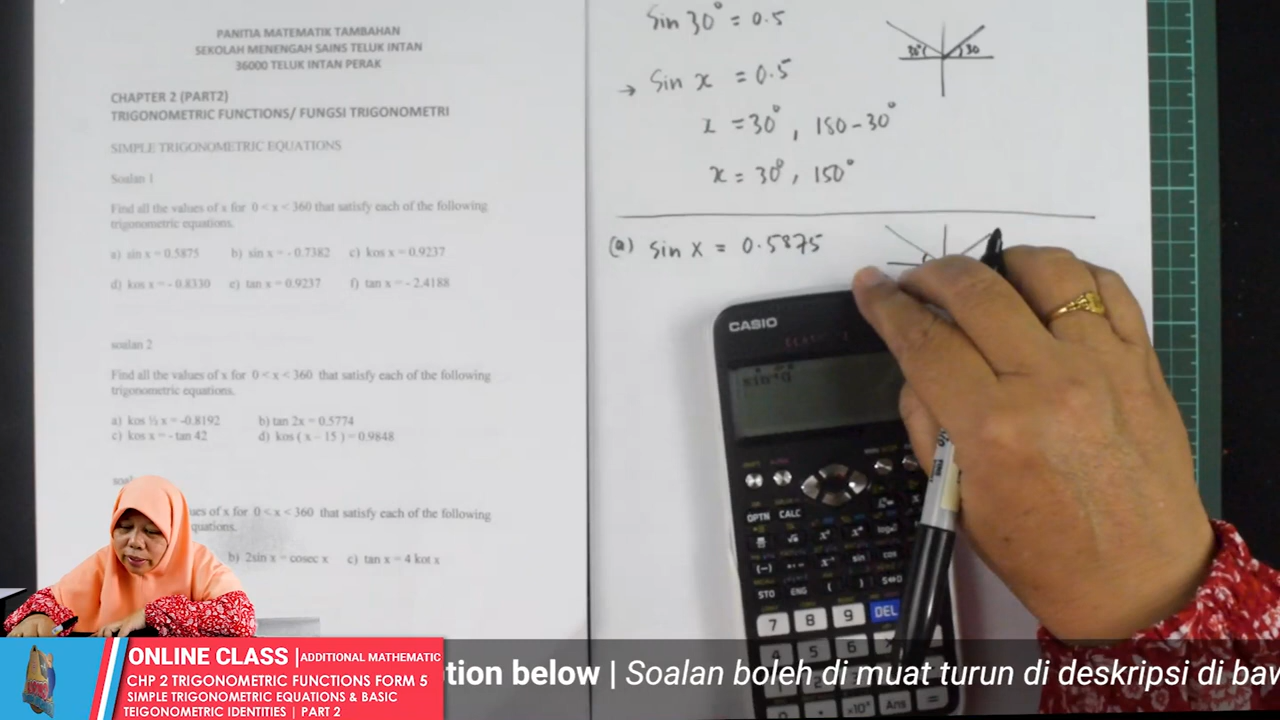 PANITIA MATEMATIK TAMBAHAN
SEKOLAH MENENGAH SAINS TELUK INTAN
36000 TELUK INTAN PERAK
CHAPTER 2 (PART2)
TRIGONOMETRIC FUNCTIONS/ FUNGSI TRIGONOMETRI
SIMPLE TRIGONOMETRIC EQUATIONS
Soalan 1
Find all the values of x for 0 < x < 360 that satisfy each of the following
trigonometric equations.
a) sin x = 0.5875 b) sin x = - 0.7382 c) kos x = 0.9237
d) kos x = - 0.8330 e) tan x = 0.9237 f) tan x = - 2.4188
soalan 2
Find all the values of x for 0 < x < 360 that satisfy each of the following
trigonometric equations.
a) kos ½ x = -0.8192 b) tan 2x = 0.5774
c) kos x = - tan 42 d) kos ( x – 15 ) = 0.9848
ues of x for 0 < x < 360 that satisfy each of the following
quations.
b) 2sin x = cosec x c) tan x = 4 kot x
Sin 30° = 0.5
30° 30
→ Sin x = 0.5
x = 30°, 180 - 30°
x = 30°, 150°
(a) sin x = 0.5875
CASIO
OPTN CALC
(-) sin cos
STO ENG ( ) S⇔D
7 8 9 DEL
4 5 6
Ans
ONLINE CLASS | ADDITIONAL MATHEMATIC
CHP 2 TRIGONOMETRIC FUNCTIONS FORM 5
SIMPLE TRIGONOMETRIC EQUATIONS & BASIC
TEIGONOMETRIC IDENTITIES | PART 2
tion below | Soalan boleh di muat turun di deskripsi di baw